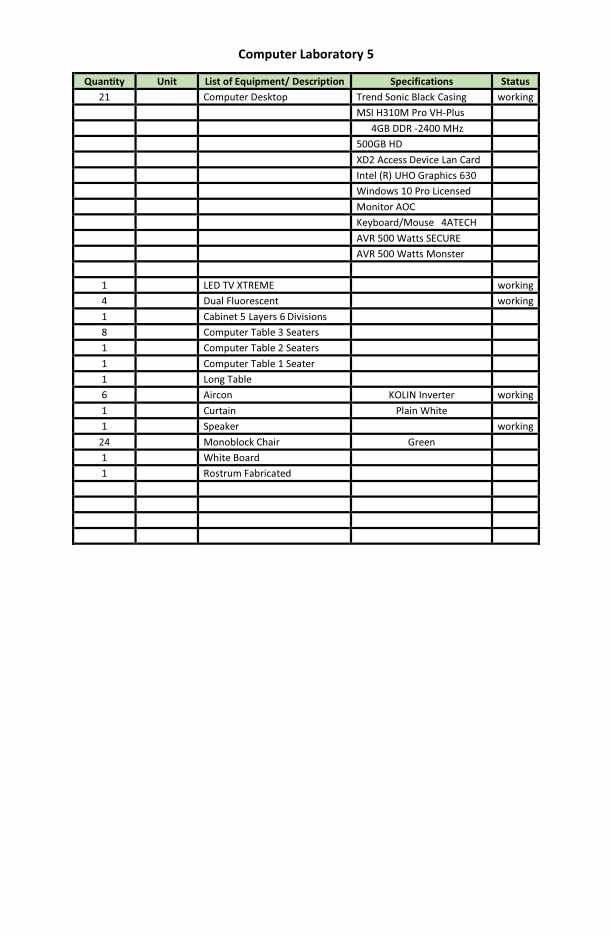 Computer Laboratory 5
Quantity Unit List of Equipment/ Description Specifications Status
21 Computer Desktop Trend Sonic Black Casing working
MSI H310M Pro VH-Plus
4GB DDR -2400 MHz
500GB HD
XD2 Access Device Lan Card
Intel (R) UHO Graphics 630
Windows 10 Pro Licensed
Monitor AOC
Keyboard/Mouse 4ATECH
AVR 500 Watts SECURE
AVR 500 Watts Monster
1 LED TV XTREME working
4 Dual Fluorescent working
1 Cabinet 5 Layers 6 Divisions
8 Computer Table 3 Seaters
1 Computer Table 2 Seaters
1 Computer Table 1 Seater
1 Long Table
6 Aircon KOLIN Inverter working
1 Curtain Plain White
1 Speaker working
24 Monoblock Chair Green
1 White Board
1 Rostrum Fabricated